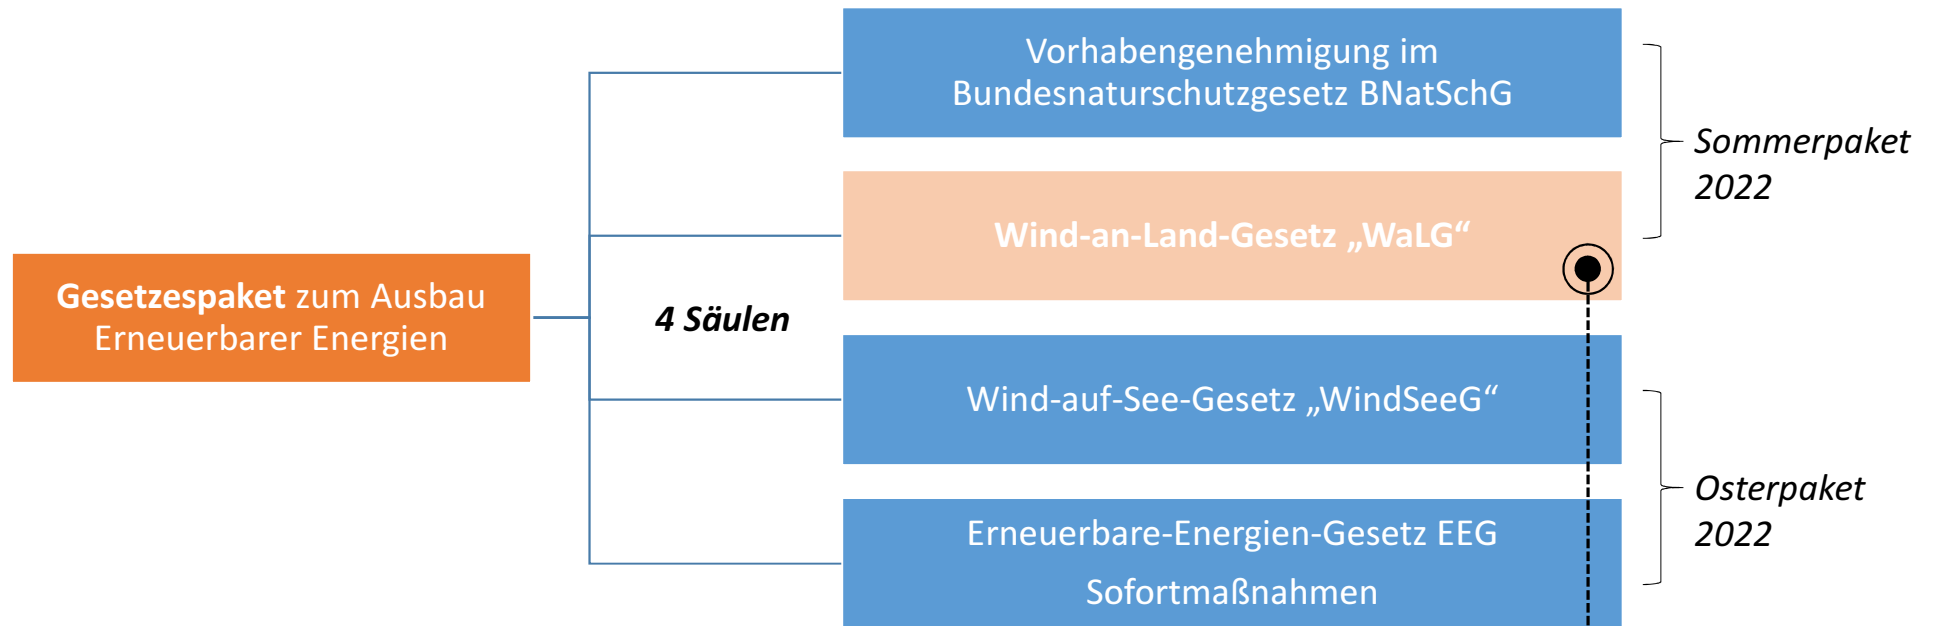 Vorhabengenehmigung im
Bundesnaturschutzgesetz BNatSchG
Sommerpaket
2022
Wind-an-Land-Gesetz „WaLG“
Gesetzespaket zum Ausbau
Erneuerbarer Energien
4 Säulen
Wind-auf-See-Gesetz „WindSeeG“
Osterpaket
2022
Erneuerbare-Energien-Gesetz EEG
Sofortmaßnahmen